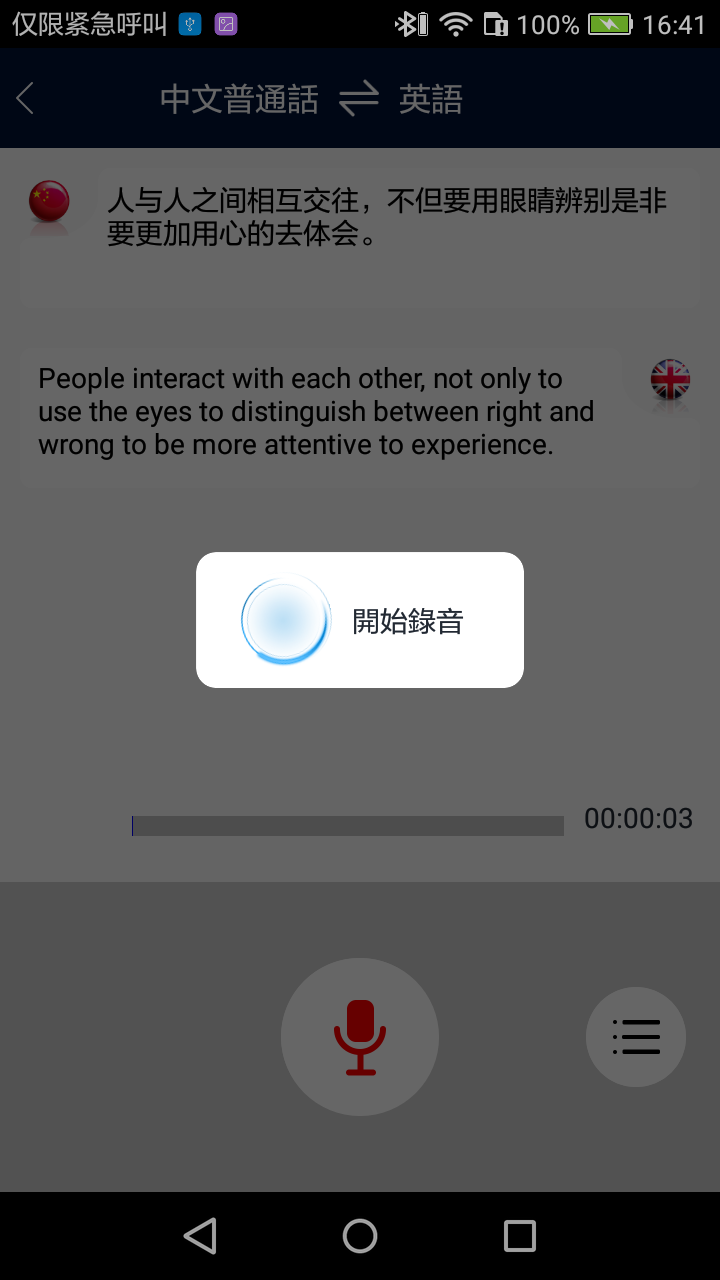 仅限紧急呼叫
100%
16:41
中文普通話
英語
人与人之间相互交往，不但要用眼睛辨别是非
要更加用心的去体会。
People interact with each other, not only to
use the eyes to distinguish between right and
wrong to be more attentive to experience.
開始錄音
00:00:03